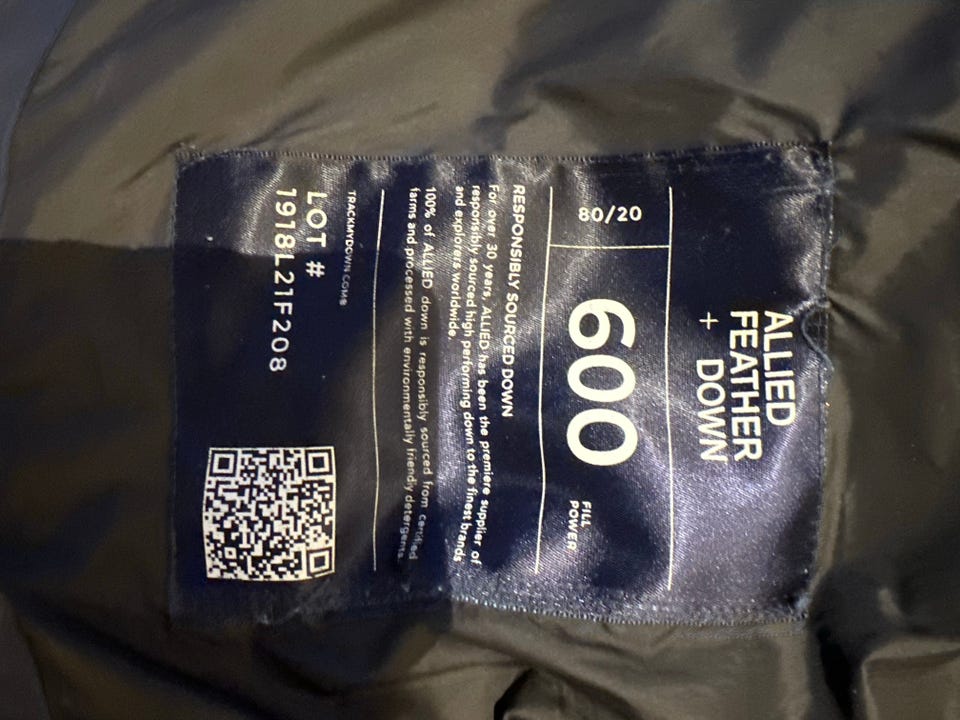 ALLIED
FEATHER
+ DOWN
80/20
600
FILL
POWER
RESPONSIBLY SOURCED DOWN
For over 30 years, ALLIED has been the premiere supplier of
responsibly sourced high performing down to the finest brands
and explorers worldwide.
100% of ALLIED down is responsibly sourced from certified
farms and processed with environmentally friendly detergents.
TRACKMYDOWN.COM®
LOT #
1918L21F208